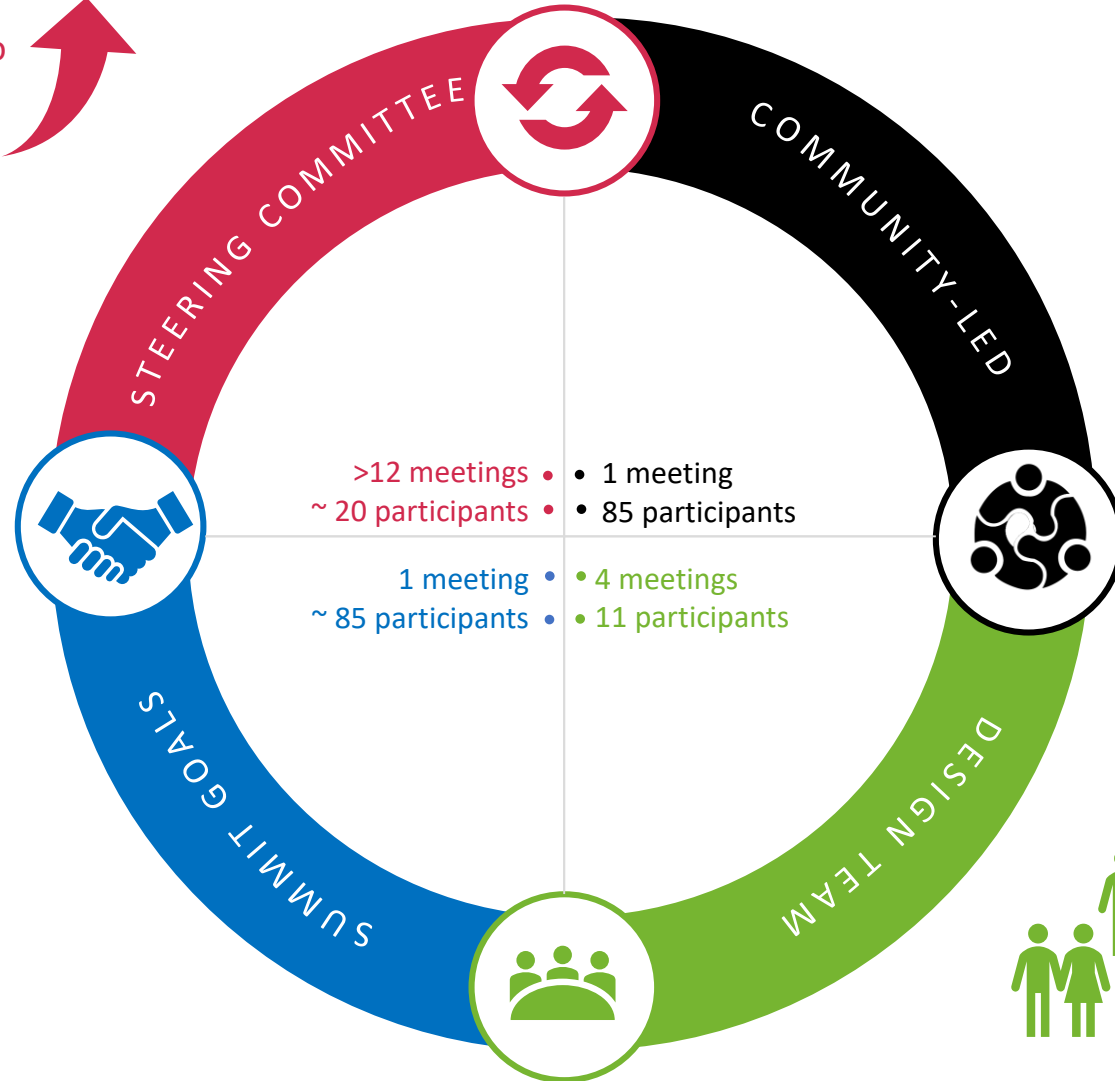 STEERING COMMITTEE
COMMUNITY-LED
>12 meetings •
~ 20 participants •
• 1 meeting
• 85 participants
1 meeting •
~ 85 participants •
• 4 meetings
• 11 participants
SUMMIT GOALS
DESIGN TEAM